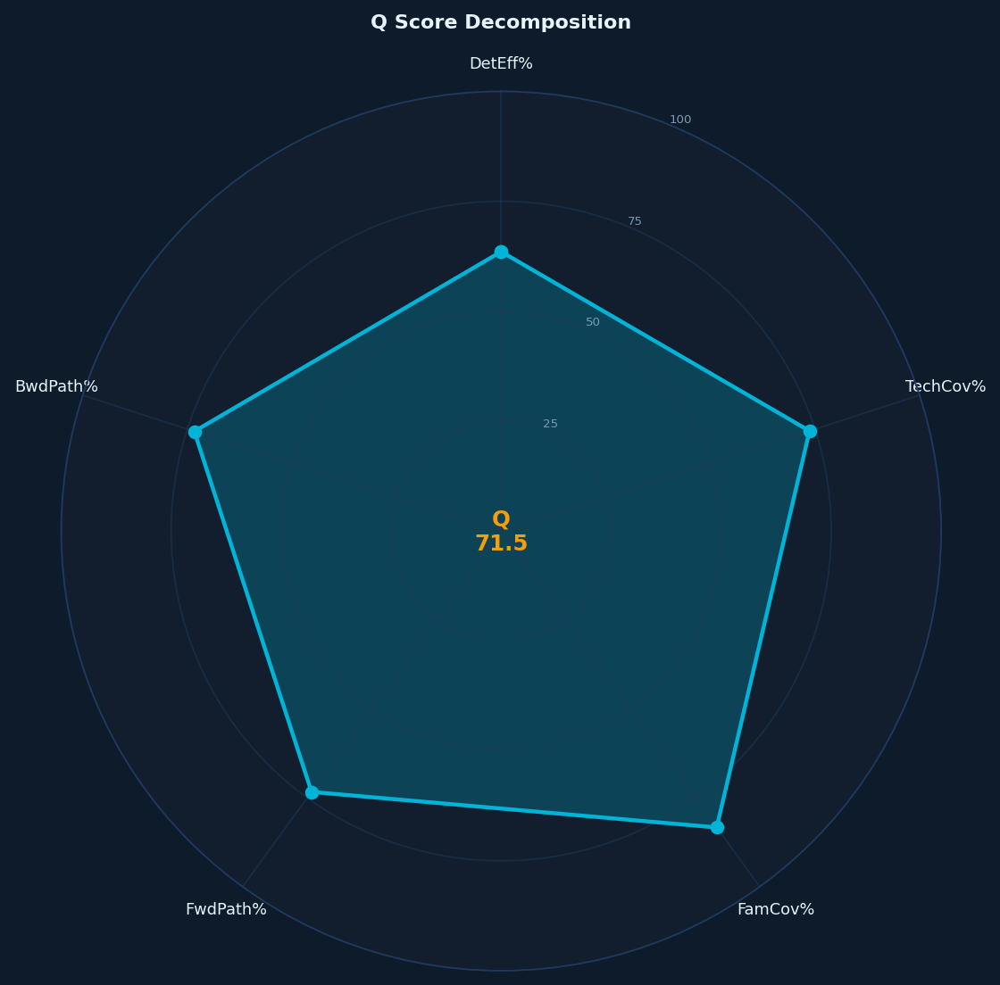 Q Score Decomposition
DetEff%
100
75
50
BwdPath%
TechCov%
25
Q
71.5
FwdPath%
FamCov%